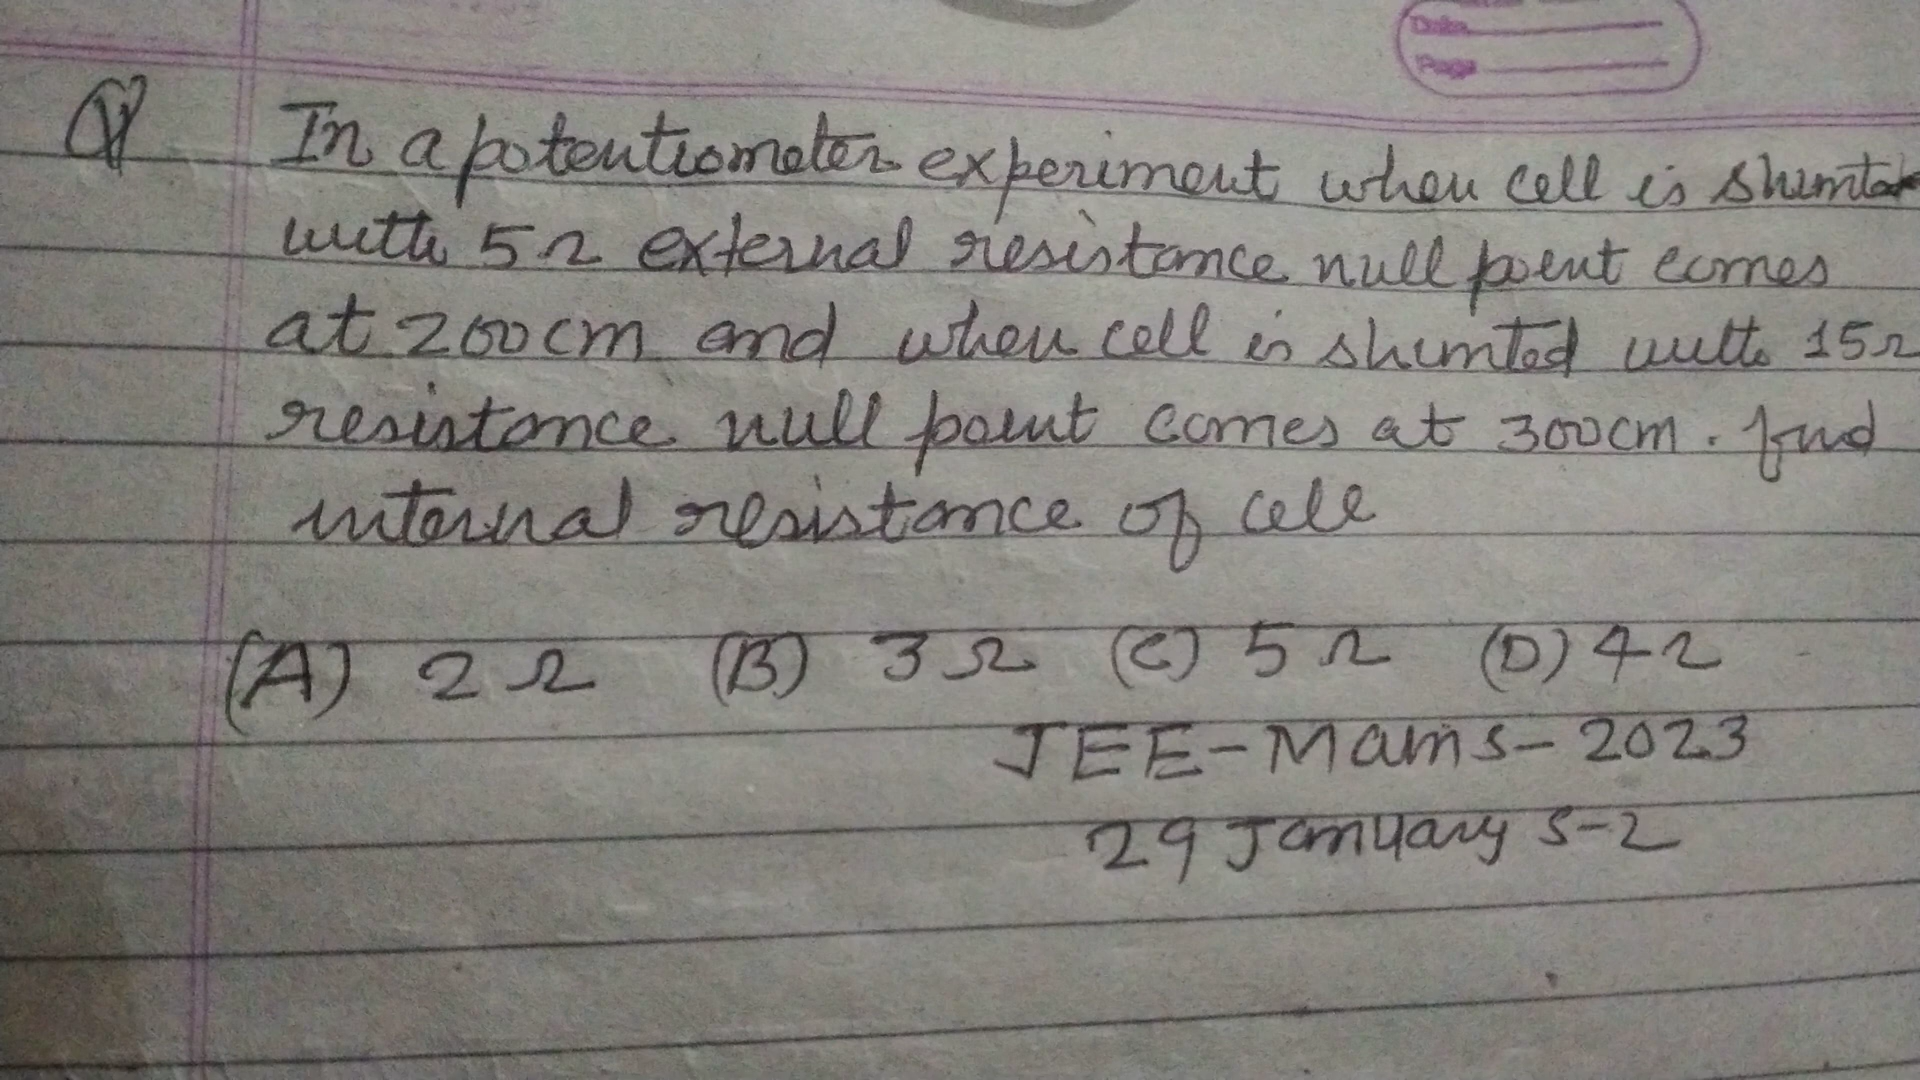 Date
Page
Q In a potentiometer experiment when cell is shunted
with 5Ω external resistance null point comes
at 200cm and when cell is shunted with 15Ω
resistance null point comes at 300cm. find
internal resistance of cell
(A) 2Ω (B) 3Ω (C) 5Ω (D) 4Ω
JEE-Mains-2023
29 January S-2